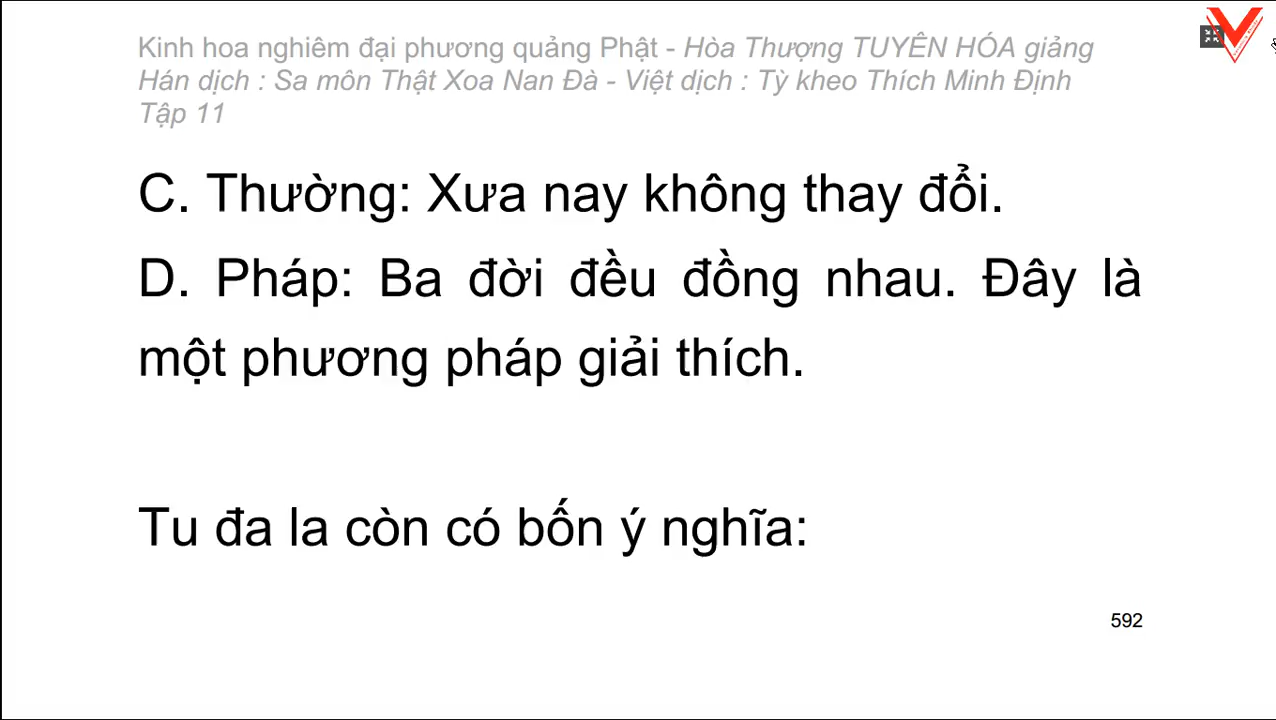 Kinh hoa nghiêm đại phương quảng Phật - Hòa Thượng TUYÊN HÓA giảng
Hán dịch : Sa môn Thật Xoa Nan Đà - Việt dịch : Tỳ kheo Thích Minh Định
Tập 11
C. Thường: Xưa nay không thay đổi.
D. Pháp: Ba đời đều đồng nhau. Đây là
một phương pháp giải thích.
Tu đa la còn có bốn ý nghĩa:
592